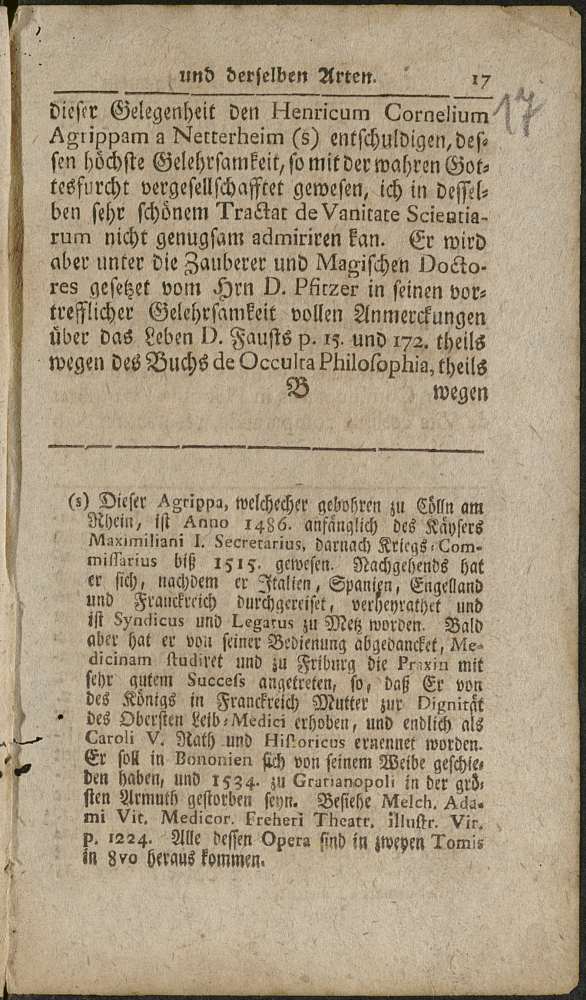 und derselben Arten. 17
17
dieser Gelegenheit den Henricum Cornelium
Agrippam a Netterheim (s) entschuldigen, des⸗
sen höchste Gelehrsamkeit, so mit der wahren Got⸗
tesfurcht vergesellschafftet gewesen, ich in dessel⸗
ben sehr schönem Tractat de Vanitate Scientia-
rum nicht genugsam admiriren kan. Er wird
aber unter die Zauberer und Magischen Docto-
res gesetzet vom Hrn D. Pfitzer in seinen vor⸗
trefflicher Gelehrsamkeit vollen Anmerckungen
über das Leben D. Fausts p. 15. und 172. theils
wegen des Buchs de Occulta Philosophia, theils
B wegen
(s) Dieser Agrippa, welchecher gebohren zu Cölln am
Rhein, ist Anno 1486. anfänglich des Käysers
Maximiliani I. Secretarius, darnach Kriegs⸗Com-
missarius biß 1515. gewesen. Nachgehends hat
er sich, nachdem er Italien, Spanien, Engelland
und Franckreich durchgereiset, verheyrathet und
ist Syndicus und Legatus zu Metz worden. Bald
aber hat er von seiner Bedienung abgedancket, Me-
dicinam studiret und zu Friburg die Praxin mit
sehr gutem Success angetreten, so, daß Er von
des Königs in Franckreich Mutter zur Dignität
des Obersten Leib⸗Medici erhoben, und endlich als
Caroli V. Rath und Historicus ernennet worden.
Er soll in Bononien sich von seinem Weibe geschie⸗
den haben, und 1534. zu Gratianopoli in der grö⸗
sten Armuth gestorben seyn. Besiehe Melch. Ada-
mi Vit. Medicor. Freheri Theatr. illustr. Vir.
p. 1224. Alle dessen Opera sind in zweyen Tomis
in 8vo heraus kommen.